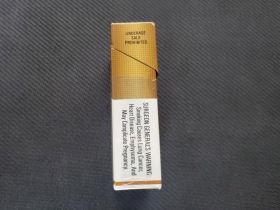 UNDERAGE
SALE
PROHIBITED
SURGEON GENERAL'S WARNING:
Smoking Causes Lung Cancer,
Heart Disease, Emphysema, And
May Complicate Pregnancy.